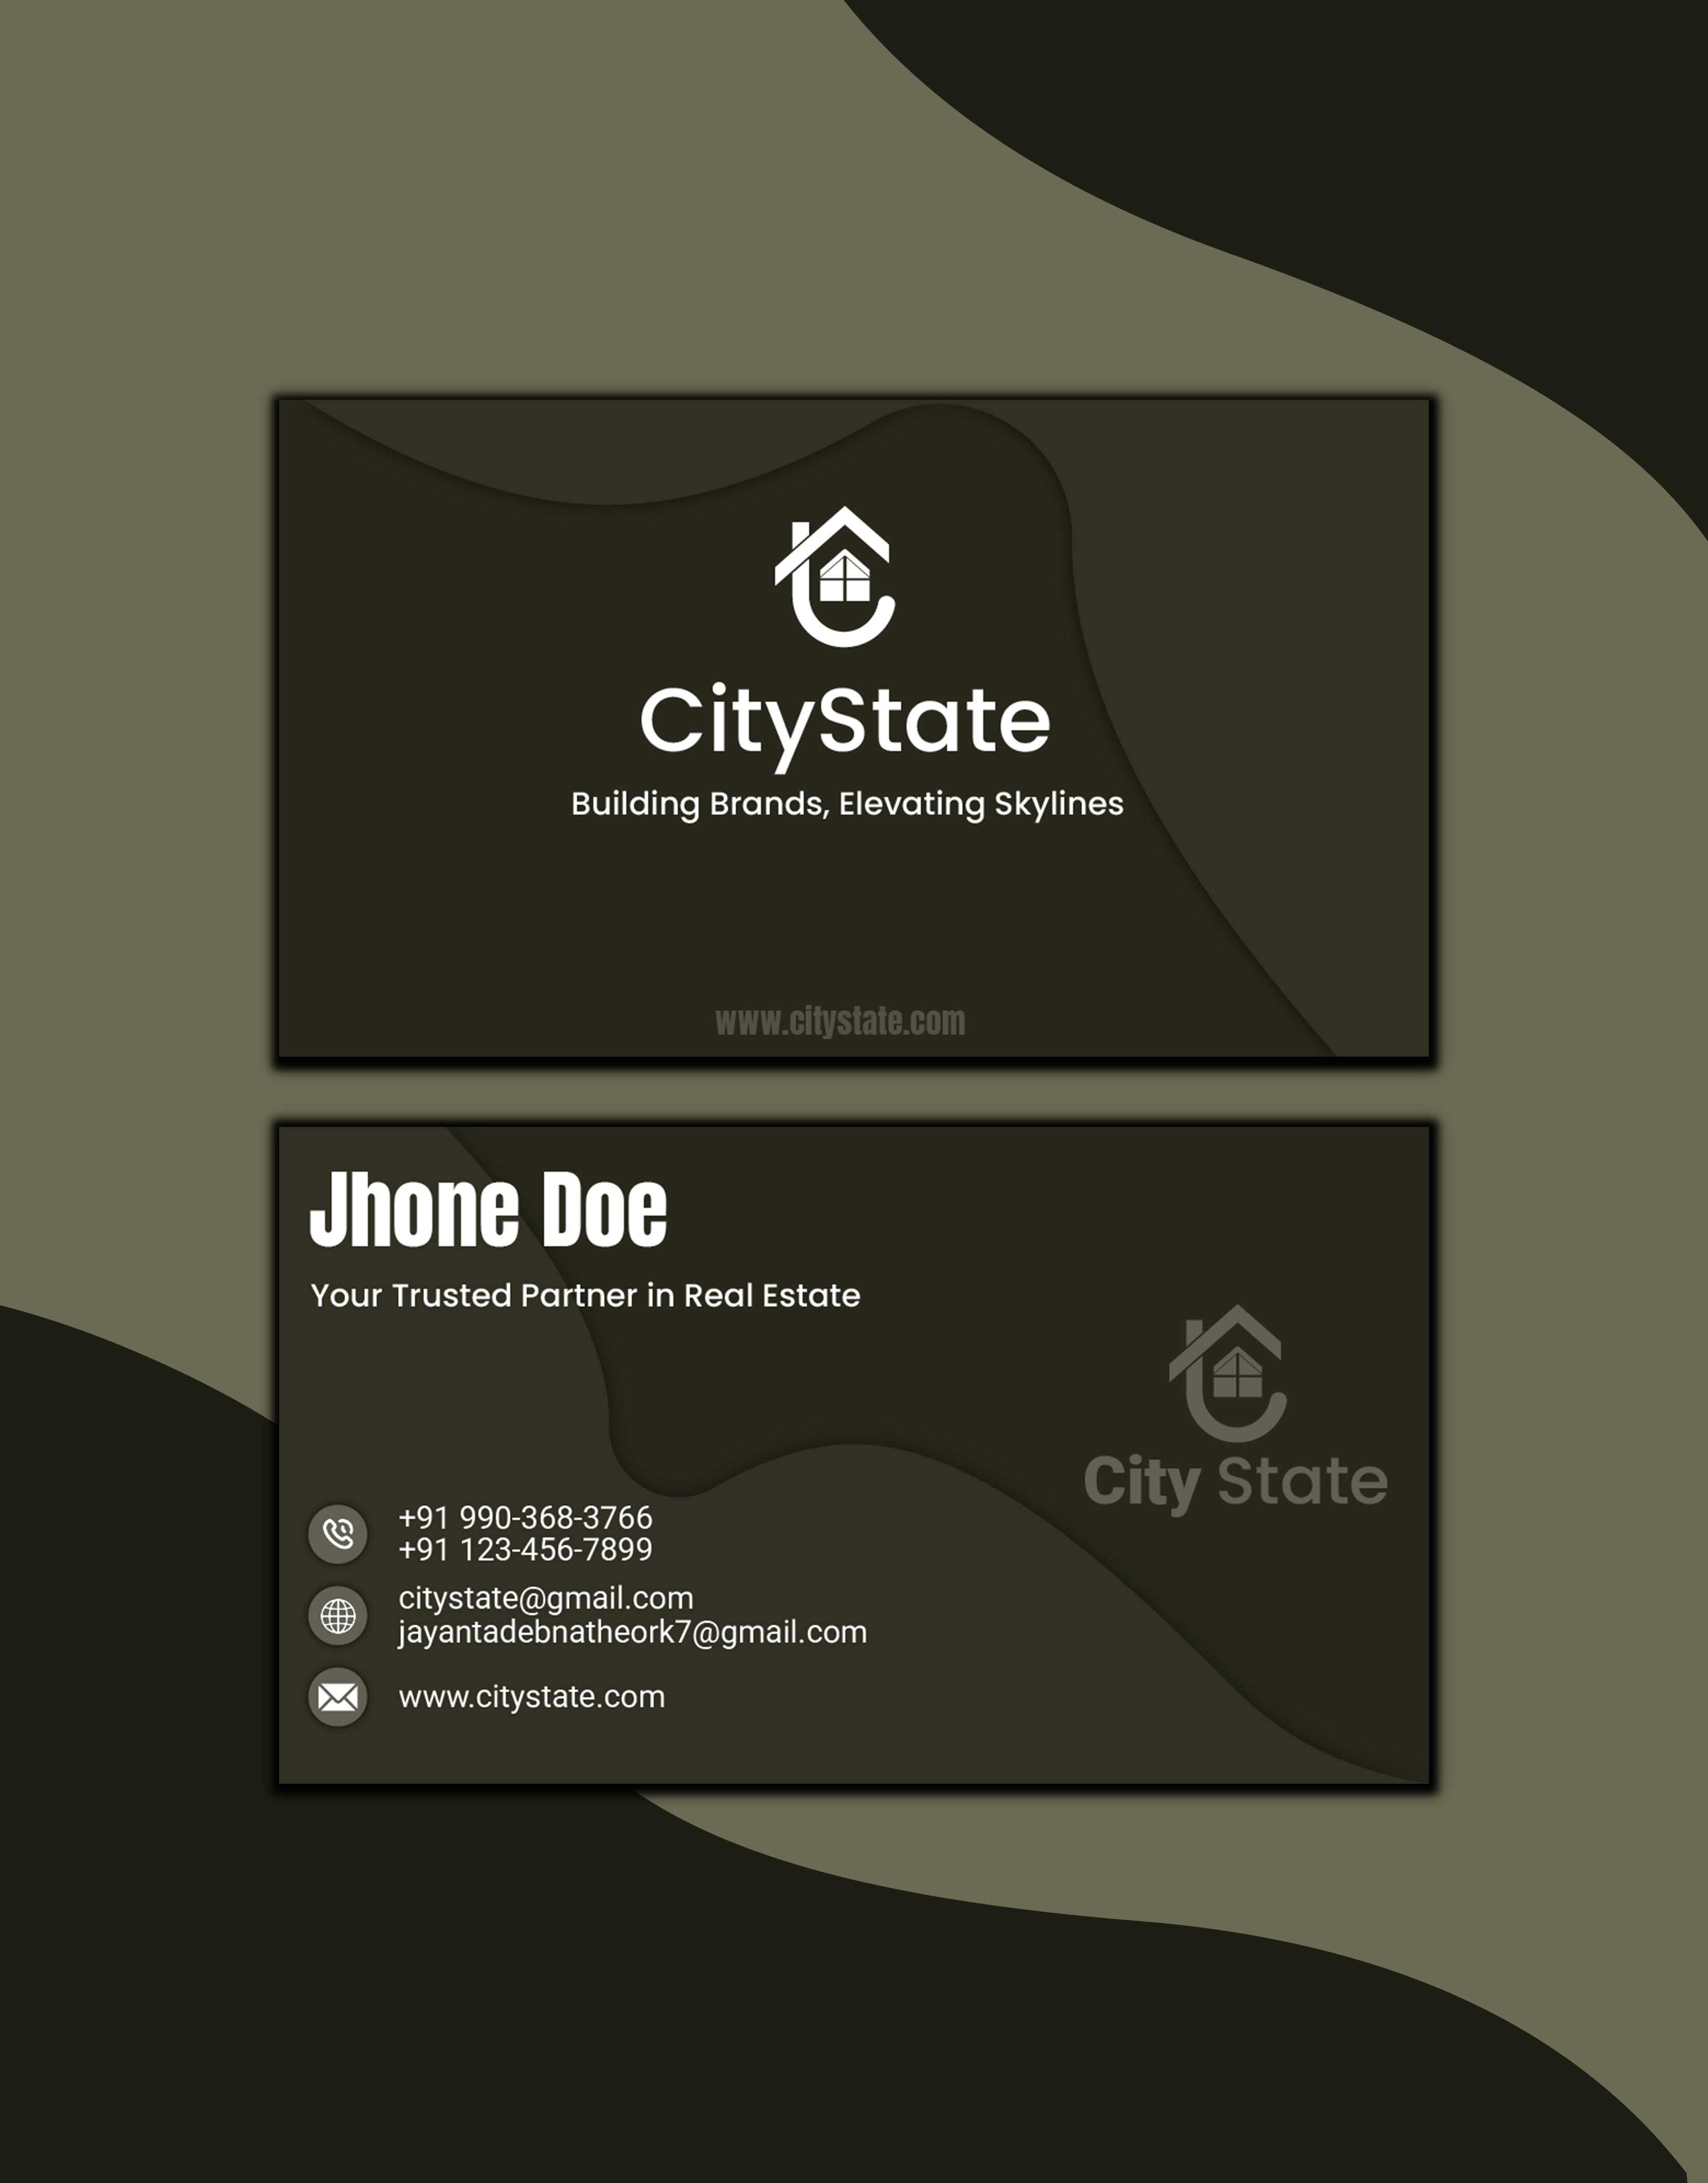 CityState
Building Brands, Elevating Skylines
www.citystate.com
Jhone Doe
Your Trusted Partner in Real Estate
City State
+91 990-368-3766
+91 123-456-7899
citystate@gmail.com
jayantadebnatheork7@gmail.com
www.citystate.com